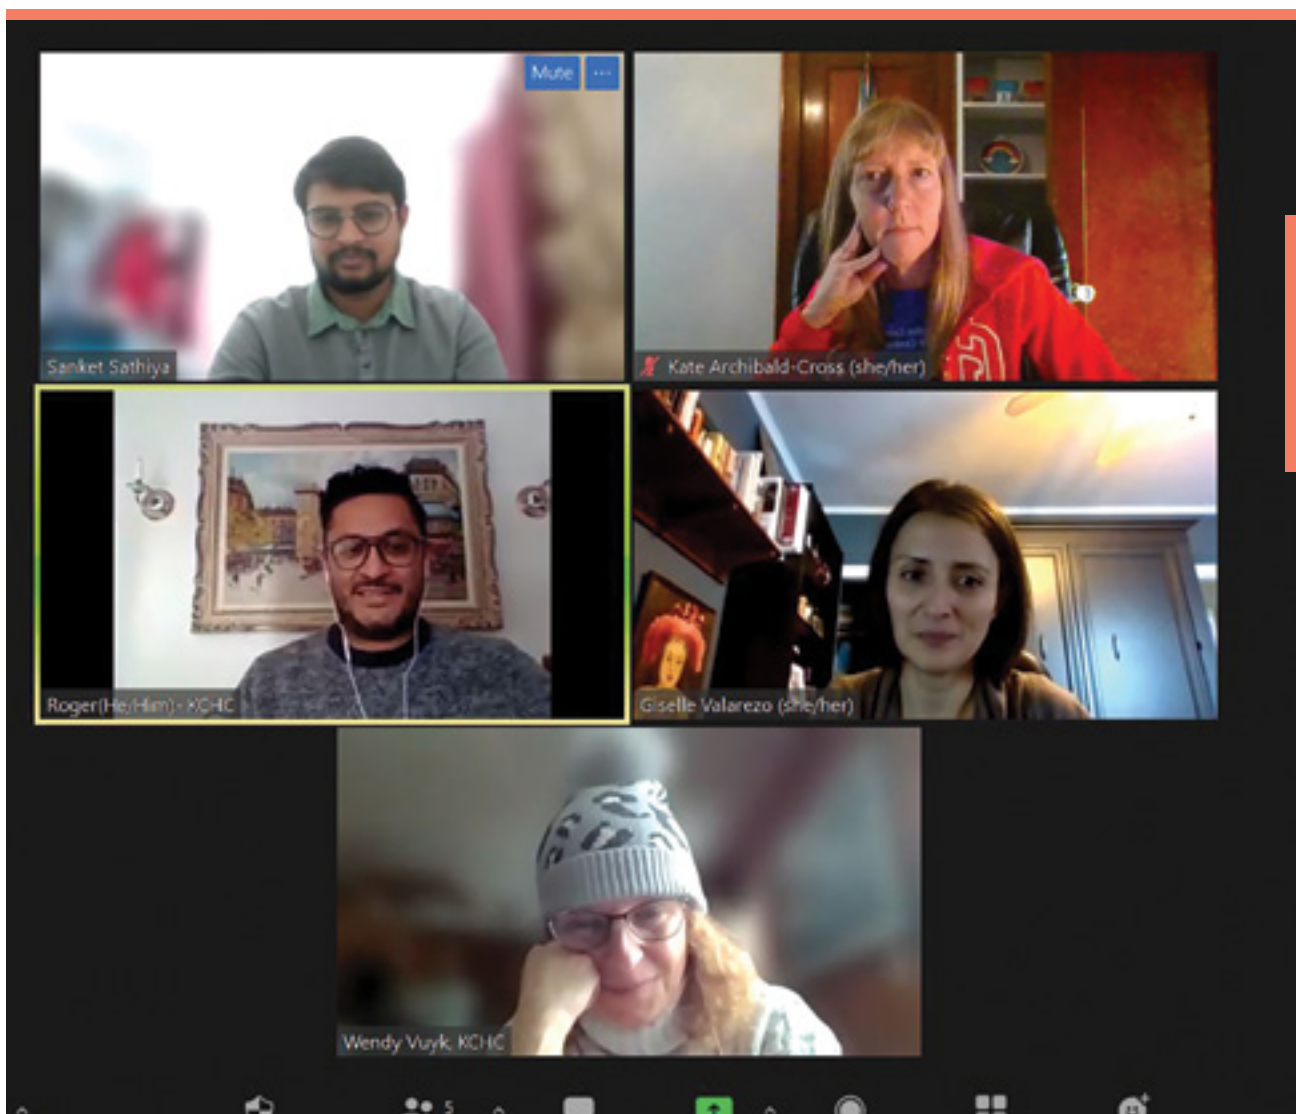 Mute ...
Sanket Sathiya
Kate Archibald-Cross (she/her)
Roger(He/Him)- KCHC
Giselle Valarezo (she/her)
Wendy Vuyk, KCHC
5